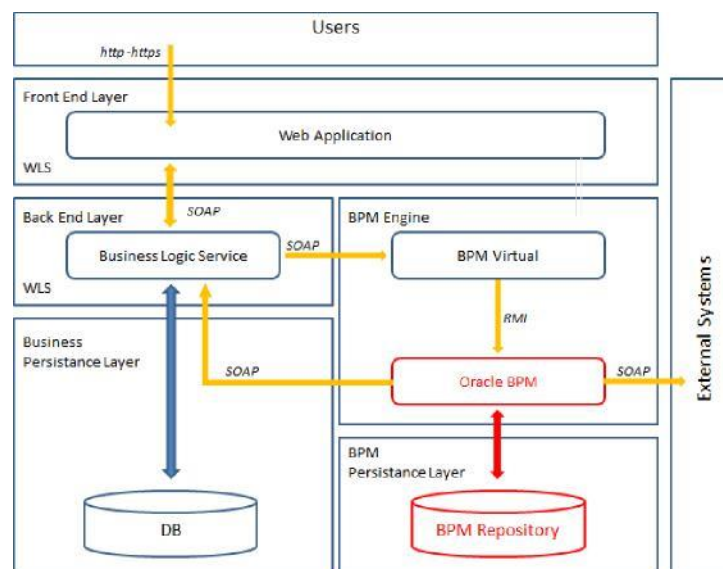 Users
http -https
Front End Layer
Web Application
WLS
SOAP
Back End Layer
BPM Engine
Business Logic Service
SOAP
BPM Virtual
WLS
RMI
Business
Persistance Layer
SOAP
Oracle BPM
SOAP
External Systems
BPM
Persistance Layer
DB
BPM Repository